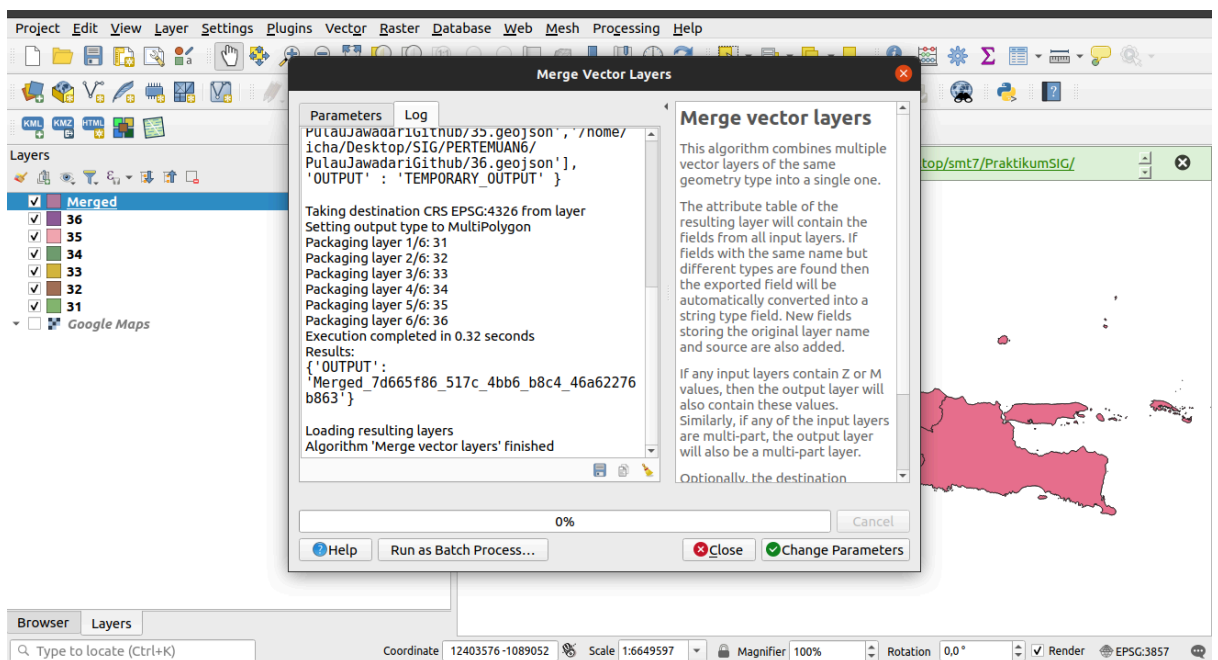 Project Edit View Layer Settings Plugins Vector Raster Database Web Mesh Processing Help
KML KMZ HTML
Layers
Merged
36
35
34
33
32
31
Google Maps
Merge Vector Layers
Parameters Log
PulauJawadariGithub/35.geojson','/home/
icha/Desktop/SIG/PERTEMUAN6/
PulauJawadariGithub/36.geojson'],
'OUTPUT' : 'TEMPORARY_OUTPUT' }
Taking destination CRS EPSG:4326 from layer
Setting output type to MultiPolygon
Packaging layer 1/6: 31
Packaging layer 2/6: 32
Packaging layer 3/6: 33
Packaging layer 4/6: 34
Packaging layer 5/6: 35
Packaging layer 6/6: 36
Execution completed in 0.32 seconds
Results:
{'OUTPUT':
'Merged_7d665f86_517c_4bb6_b8c4_46a62276
b863'}
Loading resulting layers
Algorithm 'Merge vector layers' finished
Merge vector layers
This algorithm combines multiple
vector layers of the same
geometry type into a single one.
The attribute table of the
resulting layer will contain the
fields from all input layers. If
fields with the same name but
different types are found then
the exported field will be
automatically converted into a
string type field. New fields
storing the original layer name
and source are also added.
If any input layers contain Z or M
values, then the output layer will
also contain these values.
Similarly, if any of the input layers
are multi-part, the output layer
will also be a multi-part layer.
Optionally, the destination
0%
Cancel
Help Run as Batch Process... Close Change Parameters
top/smt7/PraktikumSIG/
Browser Layers
Type to locate (Ctrl+K) Coordinate 12403576 -1089052 Scale 1:6649597 Magnifier 100% Rotation 0,0 ° Render EPSG:3857